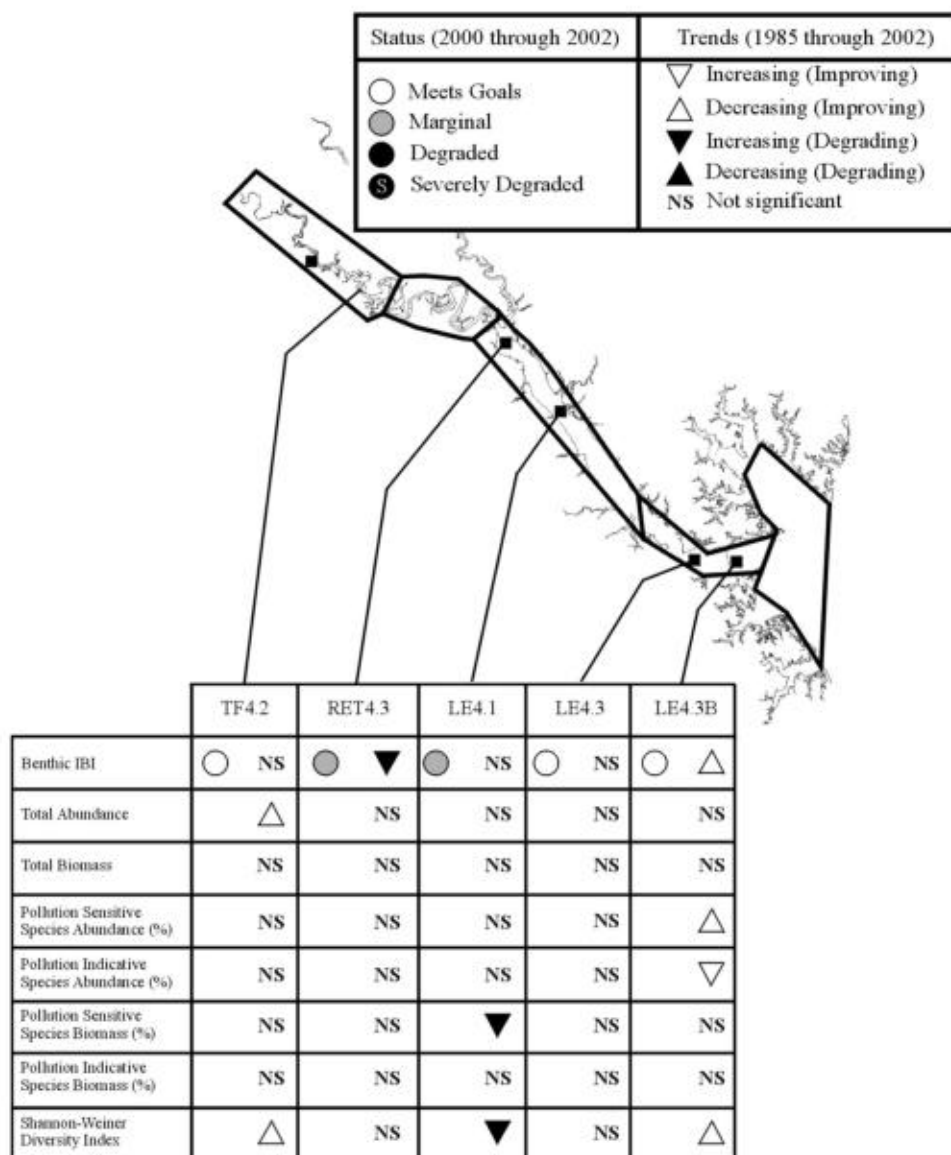 Status (2000 through 2002) Trends (1985 through 2002)
Meets Goals
Marginal
Degraded
S Severely Degraded
Increasing (Improving)
Decreasing (Improving)
Increasing (Degrading)
Decreasing (Degrading)
NS Not significant
TF4.2 RET4.3 LE4.1 LE4.3 LE4.3B
Benthic IBI NS NS NS
Total Abundance NS NS NS NS
Total Biomass NS NS NS NS NS
Pollution Sensitive
Species Abundance (%) NS NS NS NS
Pollution Indicative
Species Abundance (%) NS NS NS NS
Pollution Sensitive
Species Biomass (%) NS NS NS NS
Pollution Indicative
Species Biomass (%) NS NS NS NS NS
Shannon-Weiner
Diversity Index NS NS